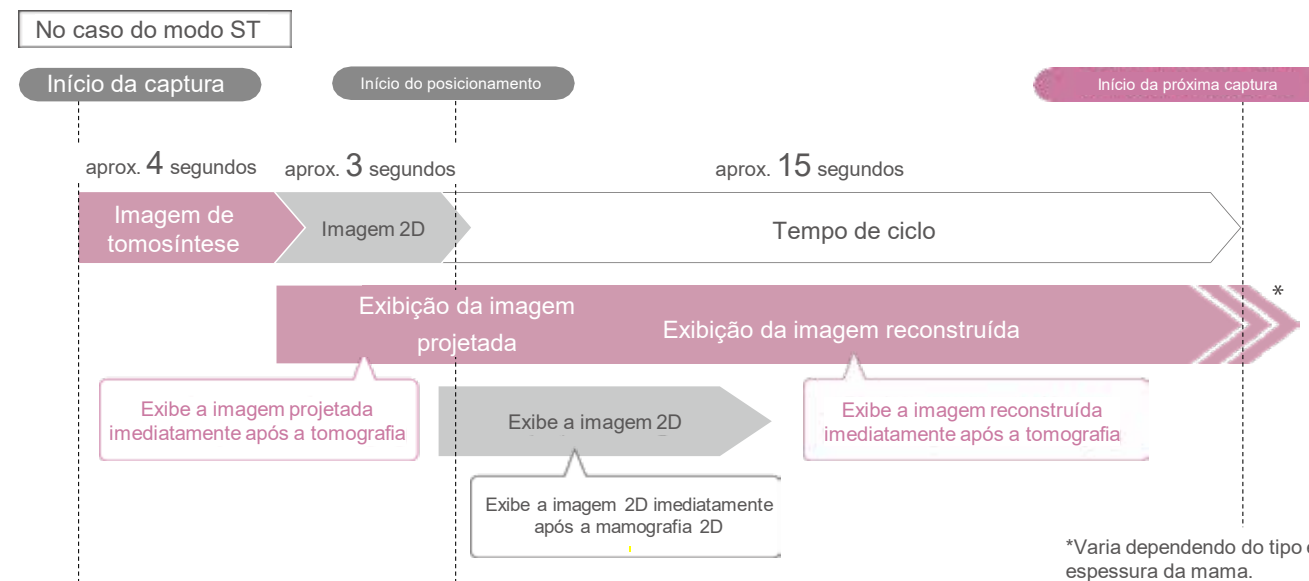 No caso do modo ST
Início da captura
Início do posicionamento
Início da próxima captura
aprox. 4 segundos
aprox. 3 segundos
aprox. 15 segundos
Imagem de
tomosíntese
Imagem 2D
Tempo de ciclo
Exibição da imagem
projetada
Exibição da imagem reconstruída
*
Exibe a imagem projetada
imediatamente após a tomografia
Exibe a imagem 2D
Exibe a imagem reconstruída
imediatamente após a tomografia
Exibe a imagem 2D imediatamente
após a mamografia 2D
*Varia dependendo do tipo
espessura da mama.